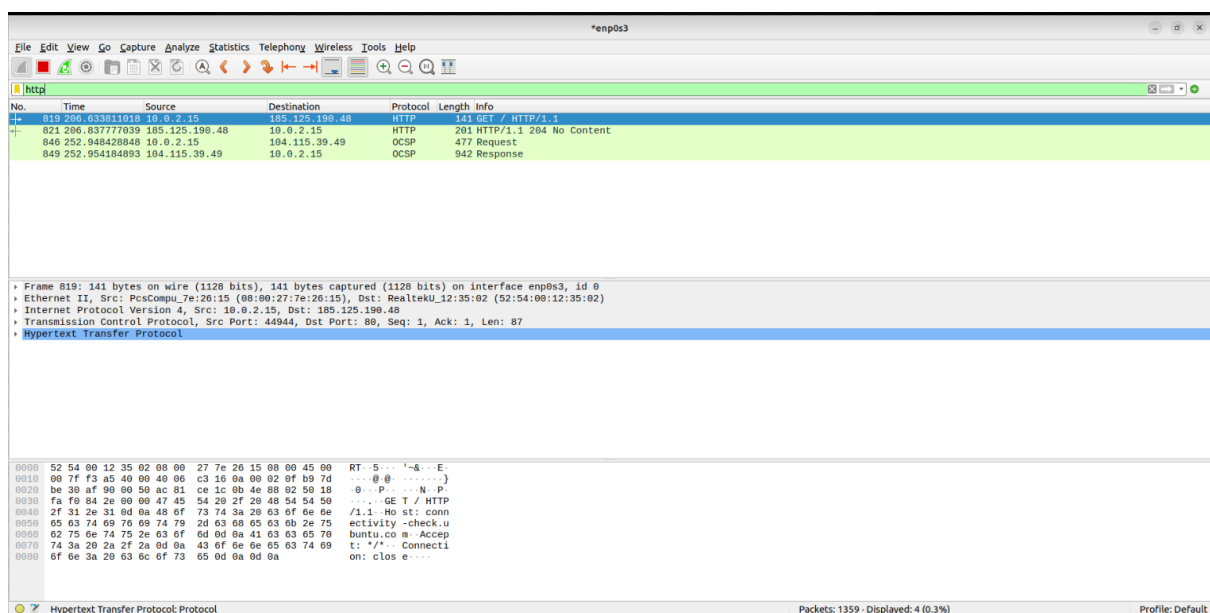 *enp0s3
File Edit View Go Capture Analyze Statistics Telephony Wireless Tools Help
http
No. Time Source Destination Protocol Length Info
819 206.633811018 10.0.2.15 185.125.190.48 HTTP 141 GET / HTTP/1.1
821 206.837777039 185.125.190.48 10.0.2.15 HTTP 201 HTTP/1.1 204 No Content
846 252.948428848 10.0.2.15 104.115.39.49 OCSP 477 Request
849 252.954184893 104.115.39.49 10.0.2.15 OCSP 942 Response
Frame 819: 141 bytes on wire (1128 bits), 141 bytes captured (1128 bits) on interface enp0s3, id 0
Ethernet II, Src: PcsCompu_7e:26:15 (08:00:27:7e:26:15), Dst: RealtekU_12:35:02 (52:54:00:12:35:02)
Internet Protocol Version 4, Src: 10.0.2.15, Dst: 185.125.190.48
Transmission Control Protocol, Src Port: 44944, Dst Port: 80, Seq: 1, Ack: 1, Len: 87
Hypertext Transfer Protocol
0000 52 54 00 12 35 02 08 00 27 7e 26 15 08 00 45 00 RT··5··· '~&···E·
0010 00 7f f3 a5 40 00 40 06 c3 16 0a 00 02 0f b9 7d ····@·@· ·······}
0020 be 30 af 90 00 50 ac 81 ce 1c 0b 4e 88 02 50 18 ·0···P·· ···N··P·
0030 fa f0 84 2e 00 00 47 45 54 20 2f 20 48 54 54 50 ···.··GE T / HTTP
0040 2f 31 2e 31 0d 0a 48 6f 73 74 3a 20 63 6f 6e 6e /1.1··Ho st: conn
0050 65 63 74 69 76 69 74 79 2d 63 68 65 63 6b 2e 75 ectivity -check.u
0060 62 75 6e 74 75 2e 63 6f 6d 0d 0a 41 63 63 65 70 buntu.co m··Accep
0070 74 3a 20 2a 2f 2a 0d 0a 43 6f 6e 6e 65 63 74 69 t: */*·· Connecti
0080 6f 6e 3a 20 63 6c 6f 73 65 0d 0a 0d 0a on: clos e····
Hypertext Transfer Protocol: Protocol Packets: 1359 · Displayed: 4 (0.3%) Profile: Default